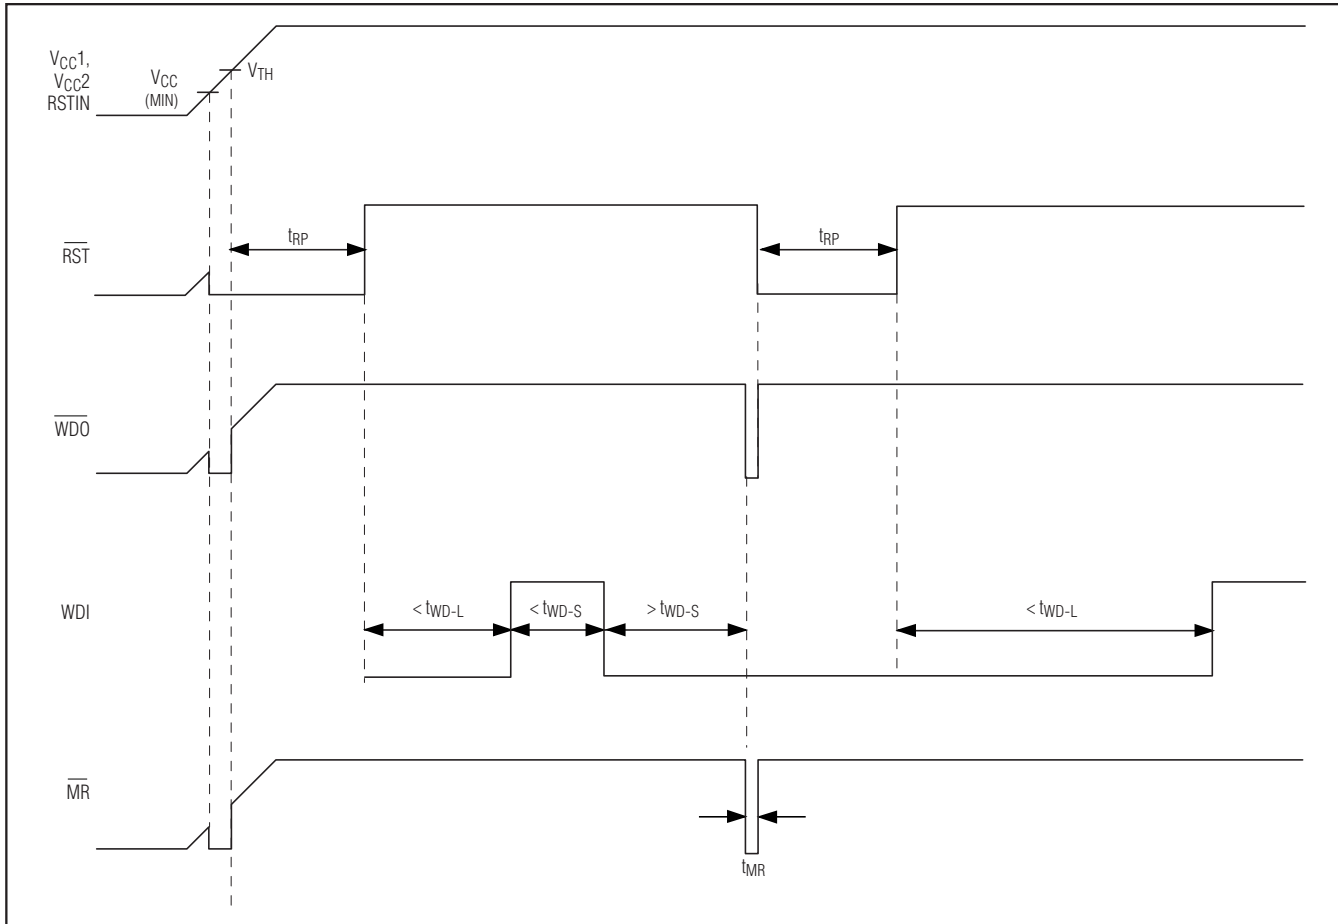 VCC1,
VCC2
RSTIN
VCC
(MIN)
VTH
RST
tRP
tRP
WDO
WDI
< tWD-L
< tWD-S
> tWD-S
< tWD-L
MR
tMR